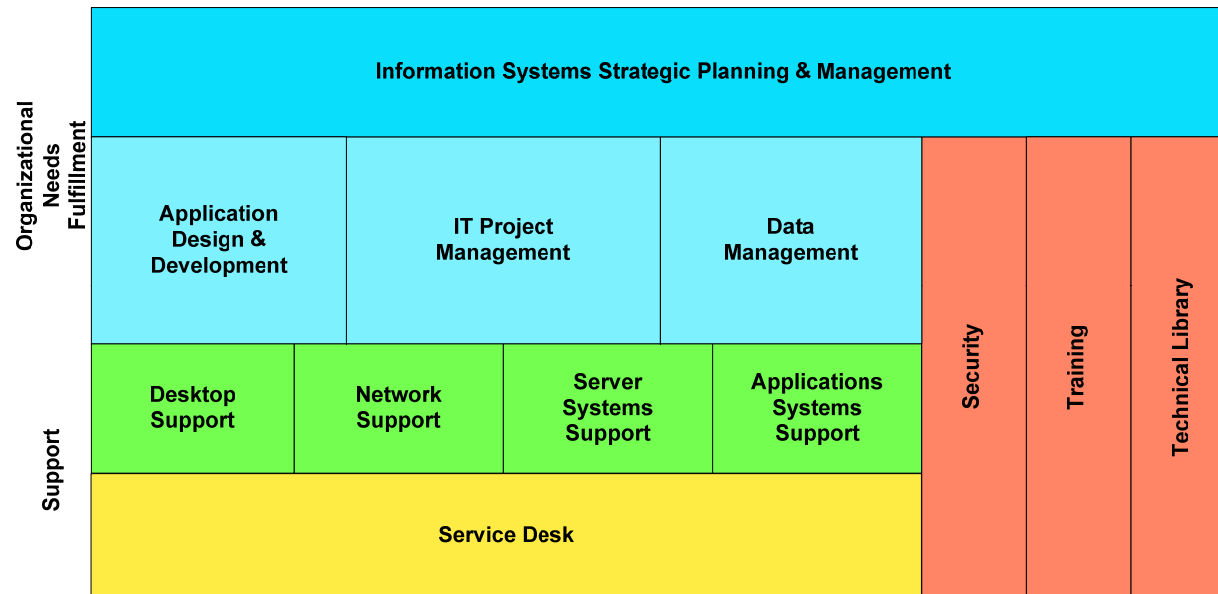 Information Systems Strategic Planning & Management
Organizational
Needs
Fulfillment
Application
Design &
Development
IT Project
Management
Data
Management
Security
Training
Technical Library
Support
Desktop
Support
Network
Support
Server
Systems
Support
Applications
Systems
Support
Service Desk